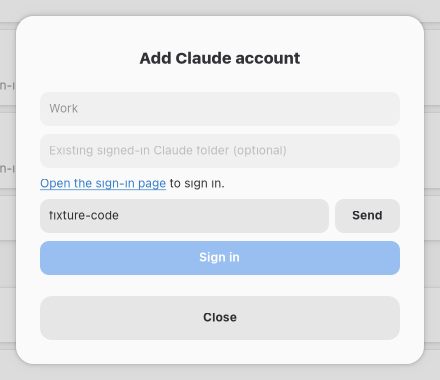 Add Claude account
Work
Existing signed-in Claude folder (optional)
Open the sign-in page to sign in.
fixture-code
Send
Sign in
Close